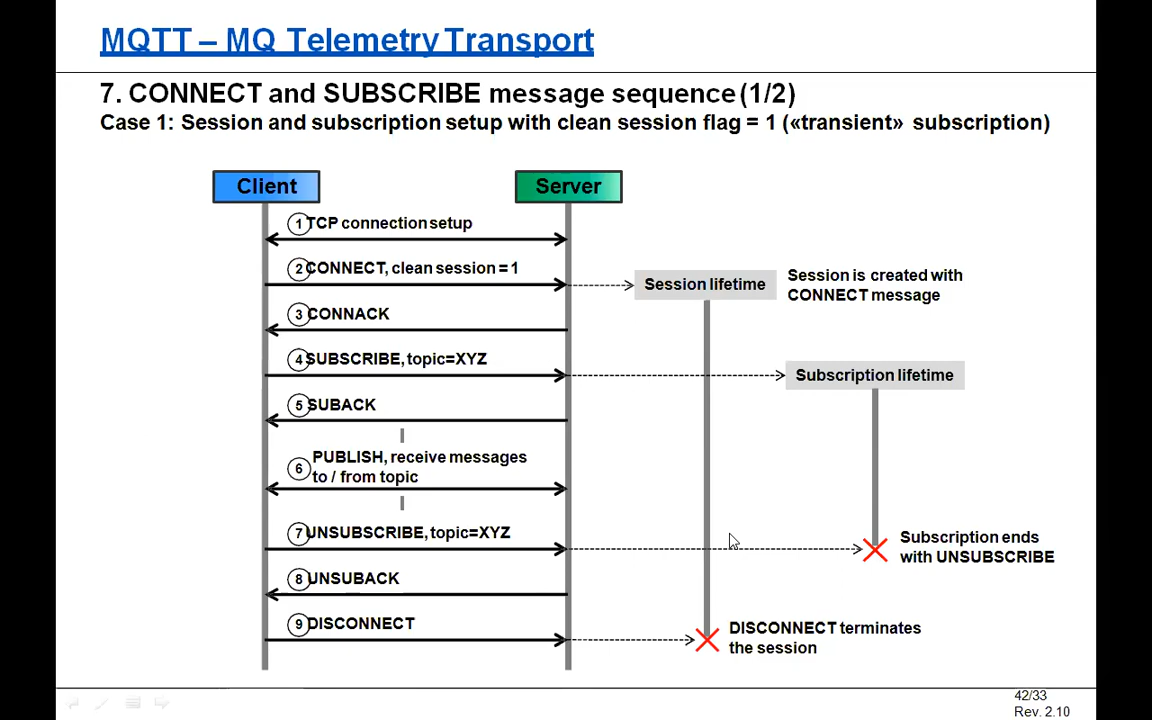 MQTT – MQ Telemetry Transport
7. CONNECT and SUBSCRIBE message sequence (1/2)
Case 1: Session and subscription setup with clean session flag = 1 («transient» subscription)
Client
Server
1 TCP connection setup
2 CONNECT, clean session = 1
Session lifetime
Session is created with
CONNECT message
3 CONNACK
4 SUBSCRIBE, topic=XYZ
Subscription lifetime
5 SUBACK
6 PUBLISH, receive messages
to / from topic
7 UNSUBSCRIBE, topic=XYZ
Subscription ends
with UNSUBSCRIBE
8 UNSUBACK
9 DISCONNECT
DISCONNECT terminates
the session
42/33
Rev. 2.10